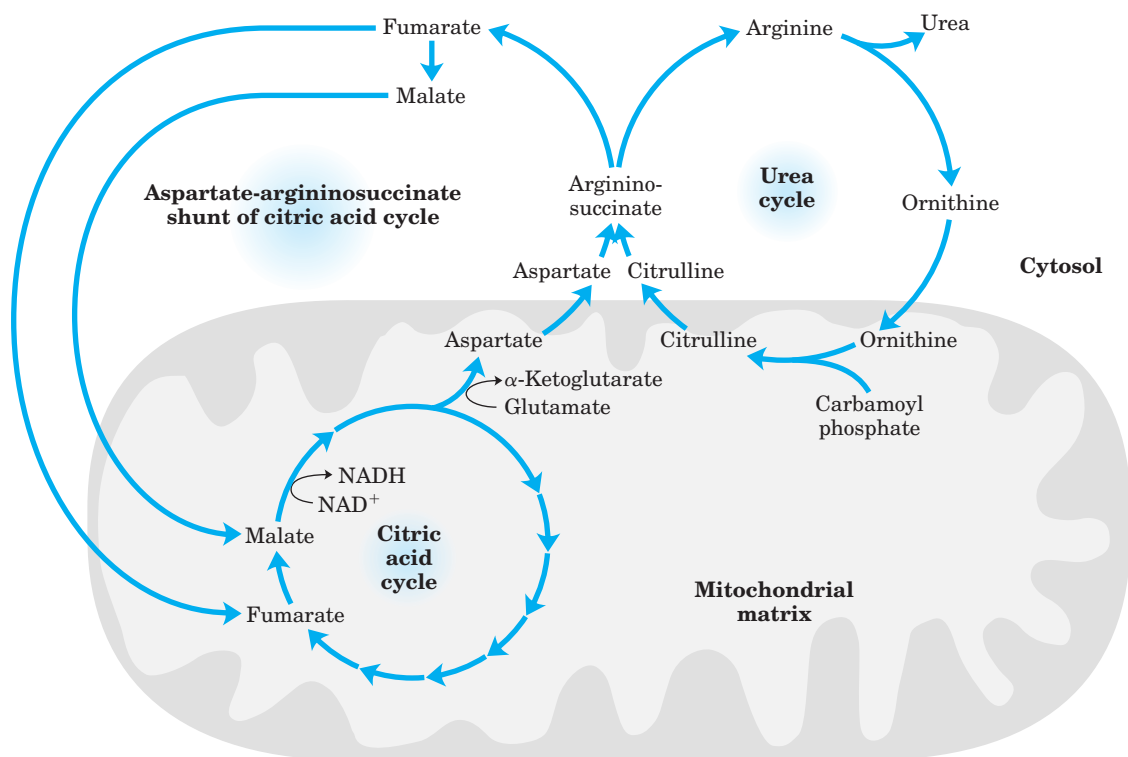 Fumarate
Arginine
Urea
Malate
Aspartate-argininosuccinate
shunt of citric acid cycle
Arginino-
succinate
Urea
cycle
Ornithine
Cytosol
Aspartate
Citrulline
Aspartate
Citrulline
Ornithine
α-Ketoglutarate
Glutamate
Carbamoyl
phosphate
NADH
NAD⁺
Malate
Citric
acid
cycle
Fumarate
Mitochondrial
matrix